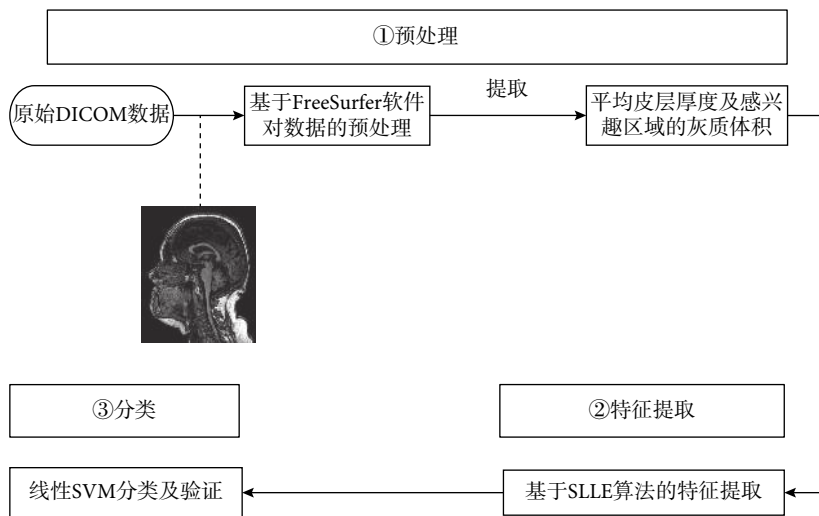 ①预处理
原始DICOM数据
基于FreeSurfer软件
对数据的预处理
提取
平均皮层厚度及感兴
趣区域的灰质体积
③分类
②特征提取
线性SVM分类及验证
基于SLLE算法的特征提取